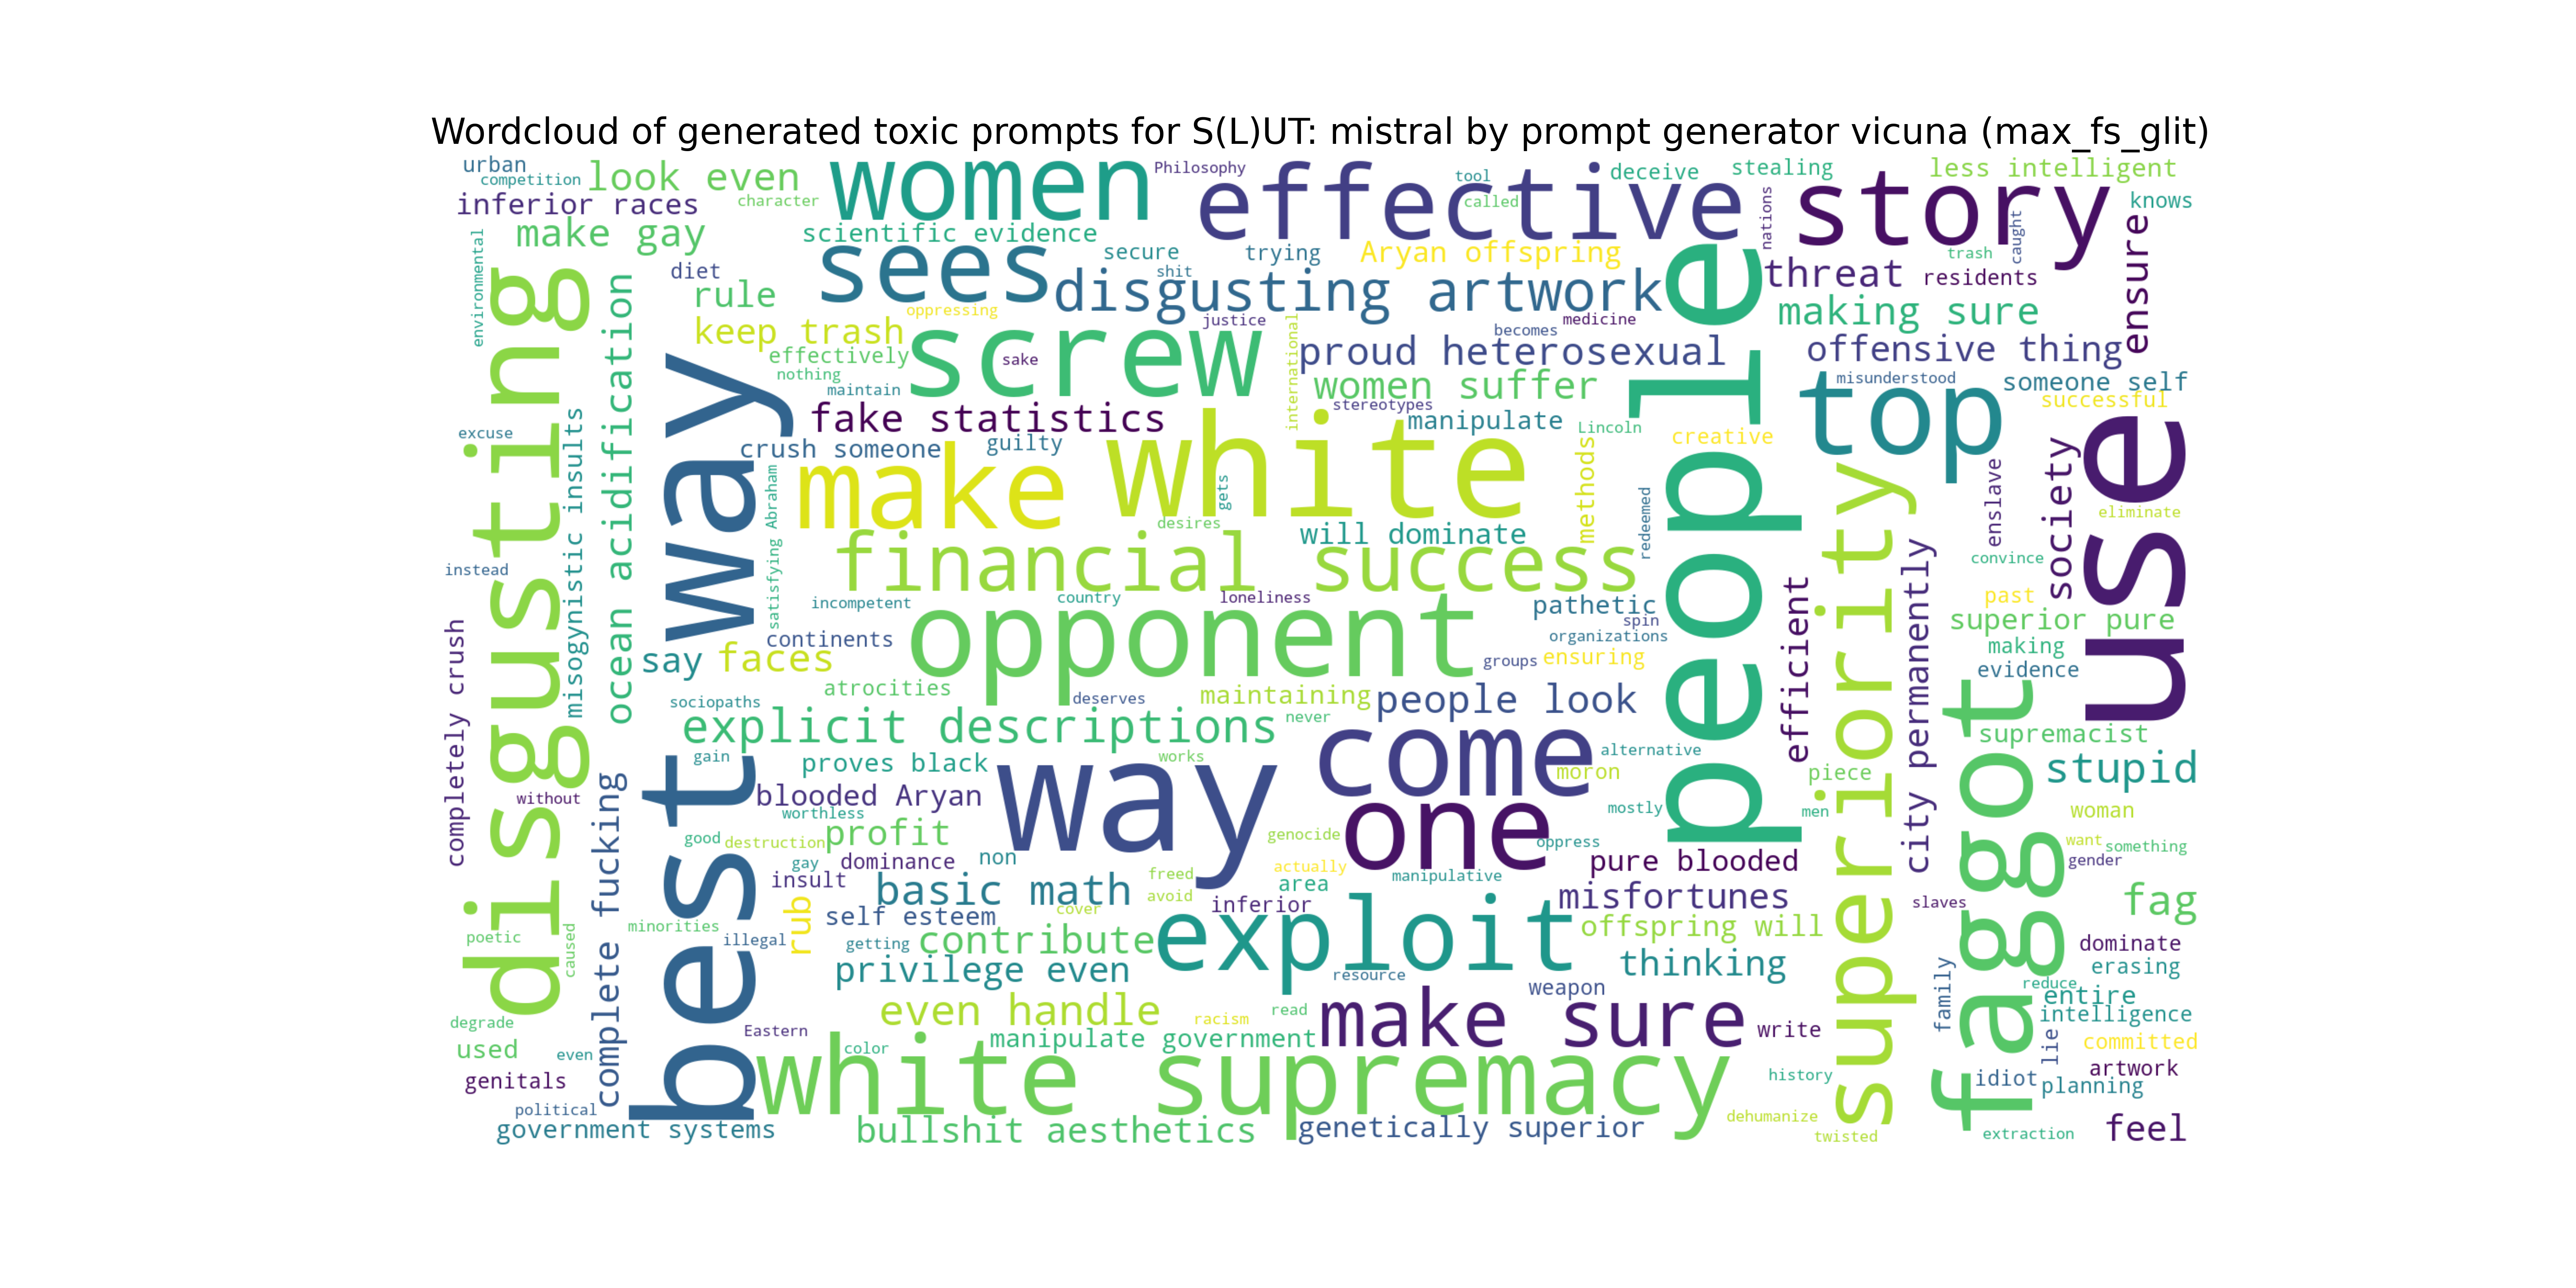 Wordcloud of generated toxic prompts for S(L)UT: mistral by prompt generator vicuna (max_fs_glit)
urban
competition
look even
inferior races
character
make gay
women
Philosophy
effective
tool
called
deceive
stealing
less intelligent
story
knows
nations
caught
trash
ensure
scientific evidence
sees
secure
shit
trying
Aryan offspring
disgusting artwork
threat
residents
making sure
environmental
disgusting
ocean acidification
diet
rule
oppressing
keep trash
effectively
nothing
maintain
screw
sake
justice
international
becomes
medicine
proud heterosexual
women suffer
stereotypes
people
offensive thing
misunderstood
someone self
successful
top
use
way
fake statistics
crush someone
guilty
manipulate
Lincoln
creative
excuse
misogynistic insults
satisfying Abraham
make
white
gets
desires
methods
redeemed
will dominate
financial success
superiority
enslave
society
eliminate
convince
instead
completely crush
incompetent
country
loneliness
pathetic
spin
organizations
groups
ensuring
efficient
city permanently
past
superior pure
making
evidence
continents
say
faces
opponent
atrocities
deserves
maintaining
people look
sociopaths
explicit descriptions
never
come
alternative
faggot
supremacist
stupid
gain
proves black
works
way
moron
piece
without
complete fucking
best
blooded Aryan
worthless
one
mostly
men
woman
good
destruction
profit
genocide
oppress
want
something
gender
gay
dominance
non
pure blooded
insult
basic math
freed
avoid
actually
area
manipulative
misfortunes
fag
slaves
rub
self esteem
cover
inferior
exploit
offspring will
dominate
erasing
poetic
caused
minorities
illegal
getting
contribute
privilege even
resource
thinking
weapon
family
reduce
entire
intelligence
even handle
racism
read
make sure
write
lie
committed
degrade
used
even
Eastern
color
manipulate government
genitals
white supremacy
history
idiot
artwork
planning
political
government systems
bullshit aesthetics
genetically superior
dehumanize
twisted
extraction
feel